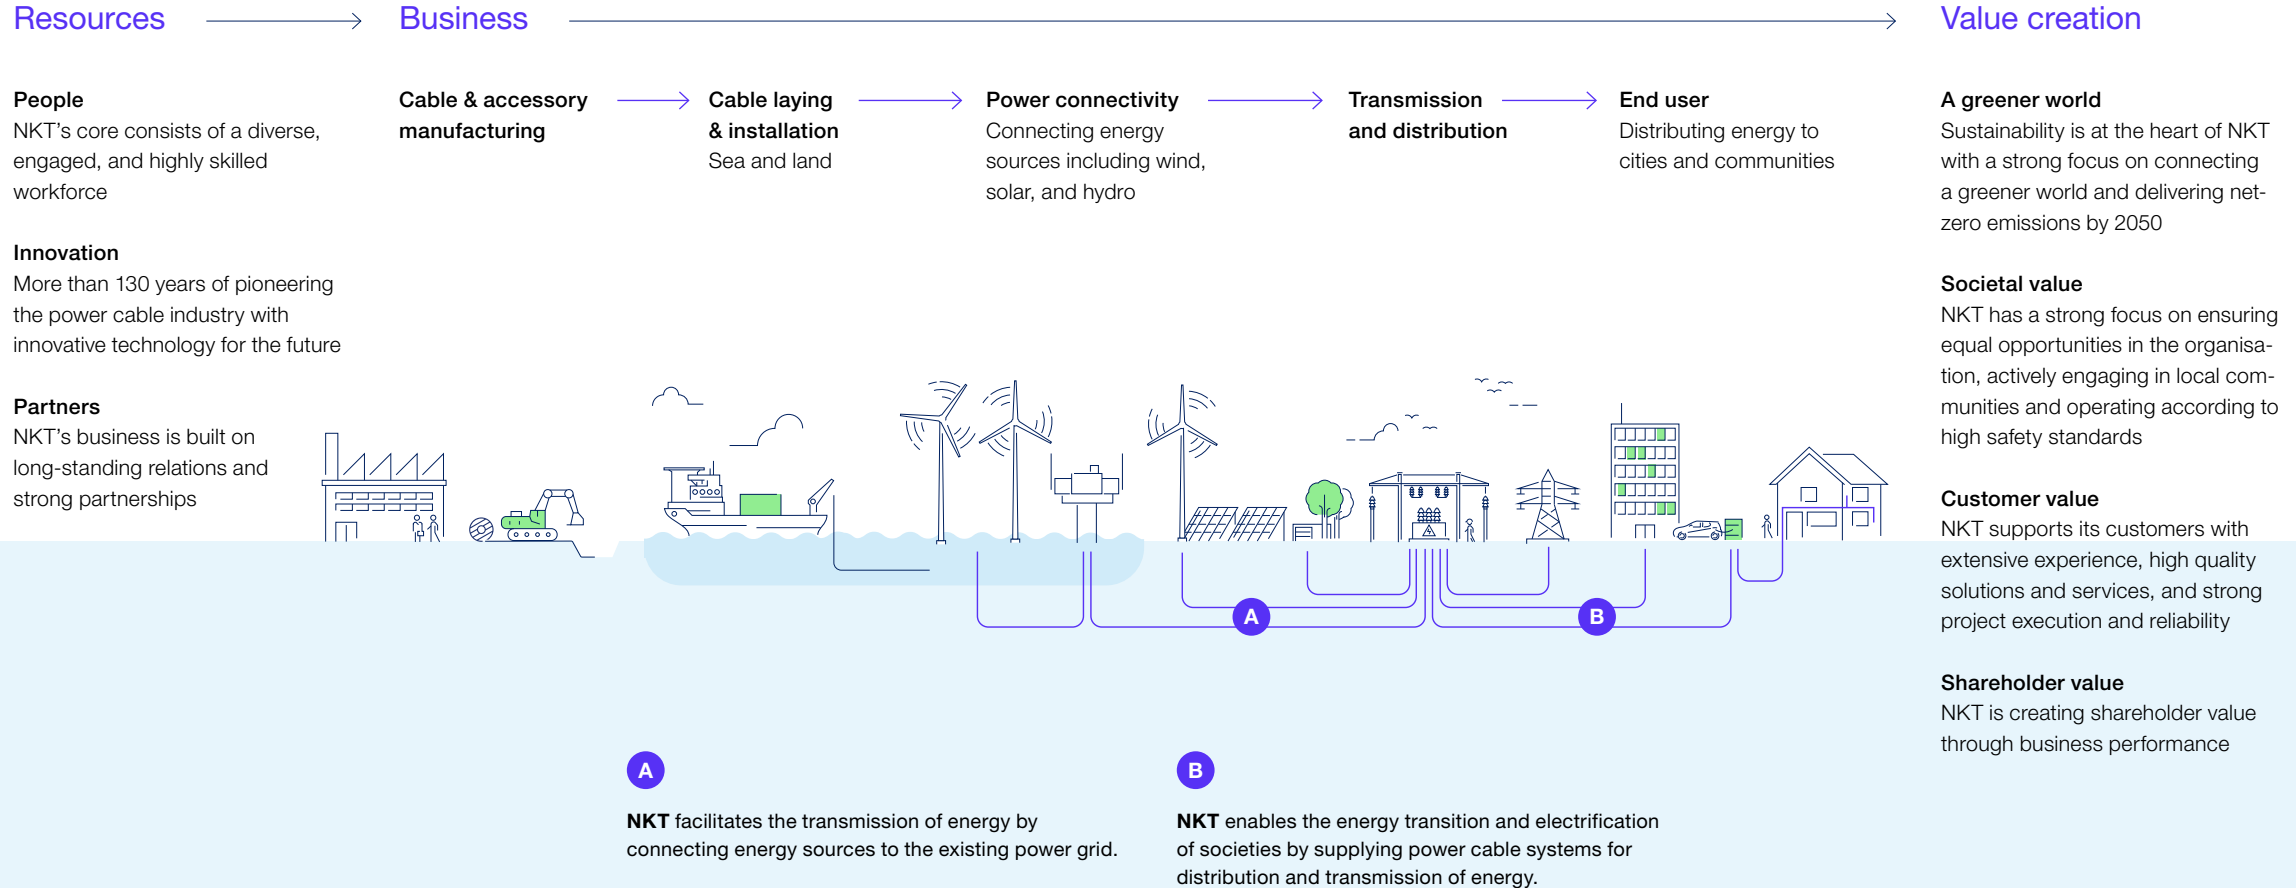 Resources
Business
Value creation
People
NKT's core consists of a diverse,
engaged, and highly skilled
workforce
Innovation
More than 130 years of pioneering
the power cable industry with
innovative technology for the future
Partners
NKT's business is built on
long-standing relations and
strong partnerships
Cable & accessory
manufacturing
Cable laying
& installation
Sea and land
Power connectivity
Connecting energy
sources including wind,
solar, and hydro
Transmission
and distribution
End user
Distributing energy to
cities and communities
A greener world
Sustainability is at the heart of NKT
with a strong focus on connecting
a greener world and delivering net-
zero emissions by 2050
Societal value
NKT has a strong focus on ensuring
equal opportunities in the organisa-
tion, actively engaging in local com-
munities and operating according to
high safety standards
Customer value
NKT supports its customers with
extensive experience, high quality
solutions and services, and strong
project execution and reliability
Shareholder value
NKT is creating shareholder value
through business performance
A
B
A
NKT facilitates the transmission of energy by
connecting energy sources to the existing power grid.
B
NKT enables the energy transition and electrification
of societies by supplying power cable systems for
distribution and transmission of energy.